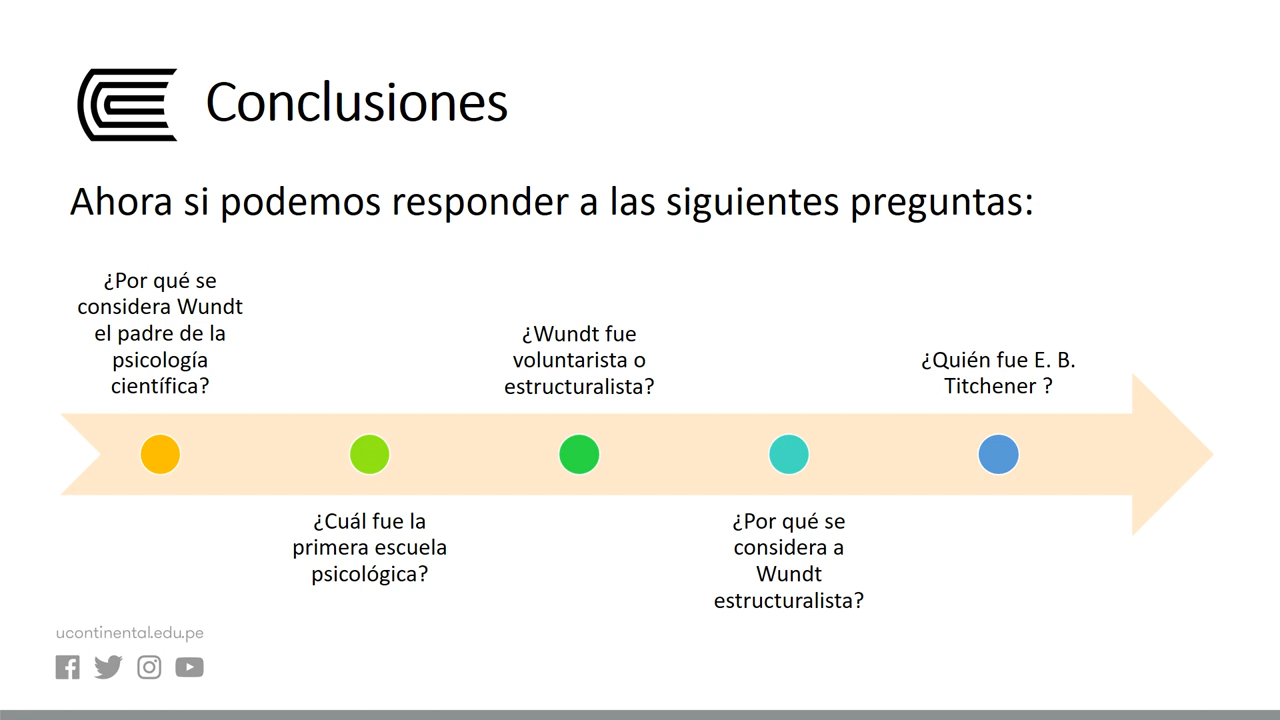 Conclusiones
Ahora si podemos responder a las siguientes preguntas:
¿Por qué se
considera Wundt
el padre de la
psicología
científica?
¿Cuál fue la
primera escuela
psicológica?
¿Wundt fue
voluntarista o
estructuralista?
¿Por qué se
considera a
Wundt
estructuralista?
¿Quién fue E. B.
Titchener ?
ucontinental.edu.pe